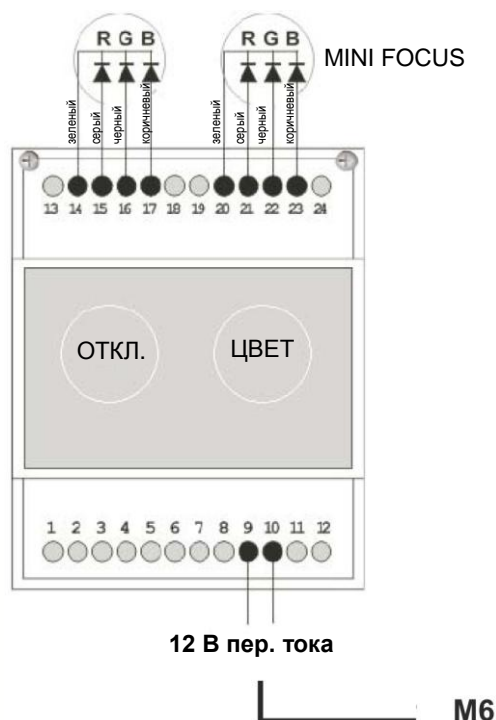 R G B R G B
MINI FOCUS
зеленый серый черный коричневый зеленый серый черный коричневый
13 14 15 16 17 18 19 20 21 22 23 24
ОТКЛ. ЦВЕТ
1 2 3 4 5 6 7 8 9 10 11 12
12 В пер. тока
М6